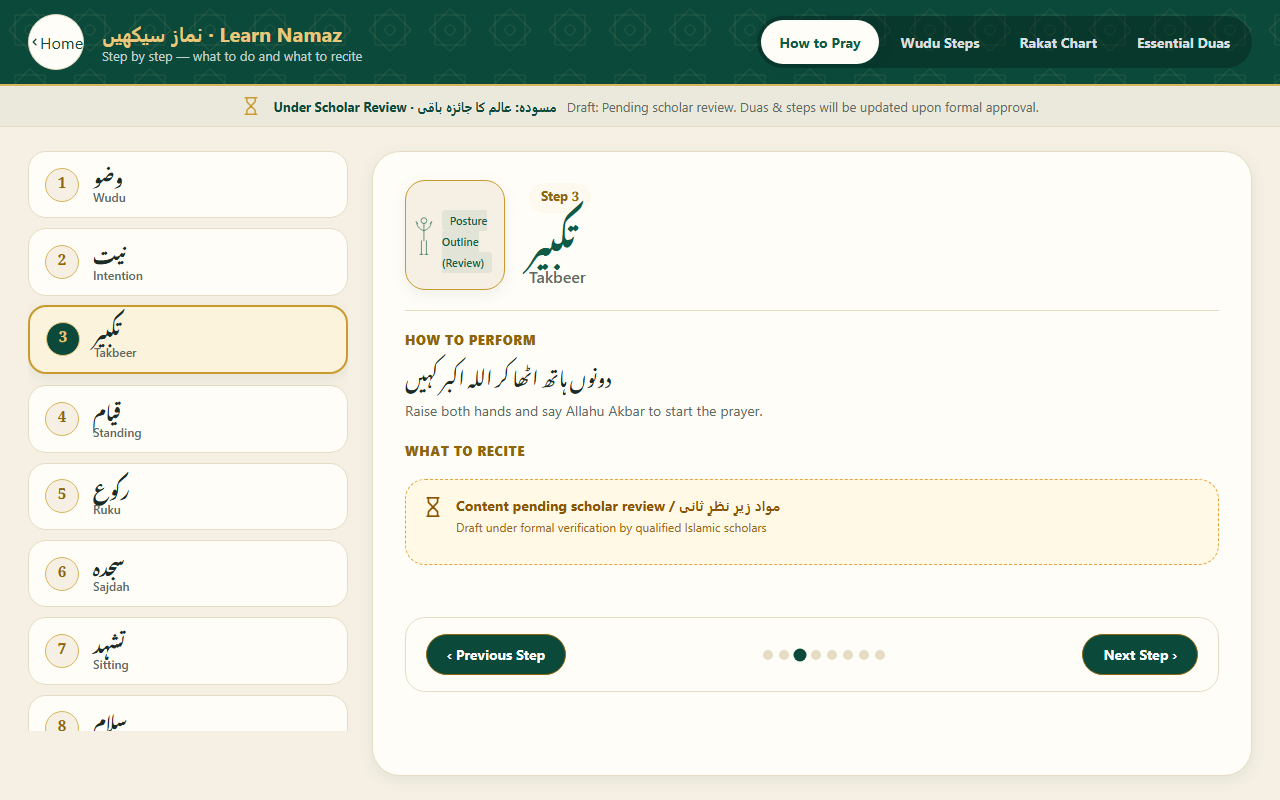 ‹ Home
نماز سیکھیں · Learn Namaz
Step by step — what to do and what to recite
How to Pray
Wudu Steps
Rakat Chart
Essential Duas
Under Scholar Review · مسودہ: عالم کا جائزہ باقی
Draft: Pending scholar review. Duas & steps will be updated upon formal approval.
1
وضو
Wudu
2
نیت
Intention
3
تکبیر
Takbeer
4
قیام
Standing
5
رکوع
Ruku
6
سجدہ
Sajdah
7
تشہد
Sitting
8
سلام
Posture
Outline
(Review)
Step 3
تکبیر
Takbeer
HOW TO PERFORM
دونوں ہاتھ اٹھا کر اللہ اکبر کہیں
Raise both hands and say Allahu Akbar to start the prayer.
WHAT TO RECITE
Content pending scholar review / مواد زیرِ نظرِ ثانی
Draft under formal verification by qualified Islamic scholars
‹ Previous Step
Next Step ›